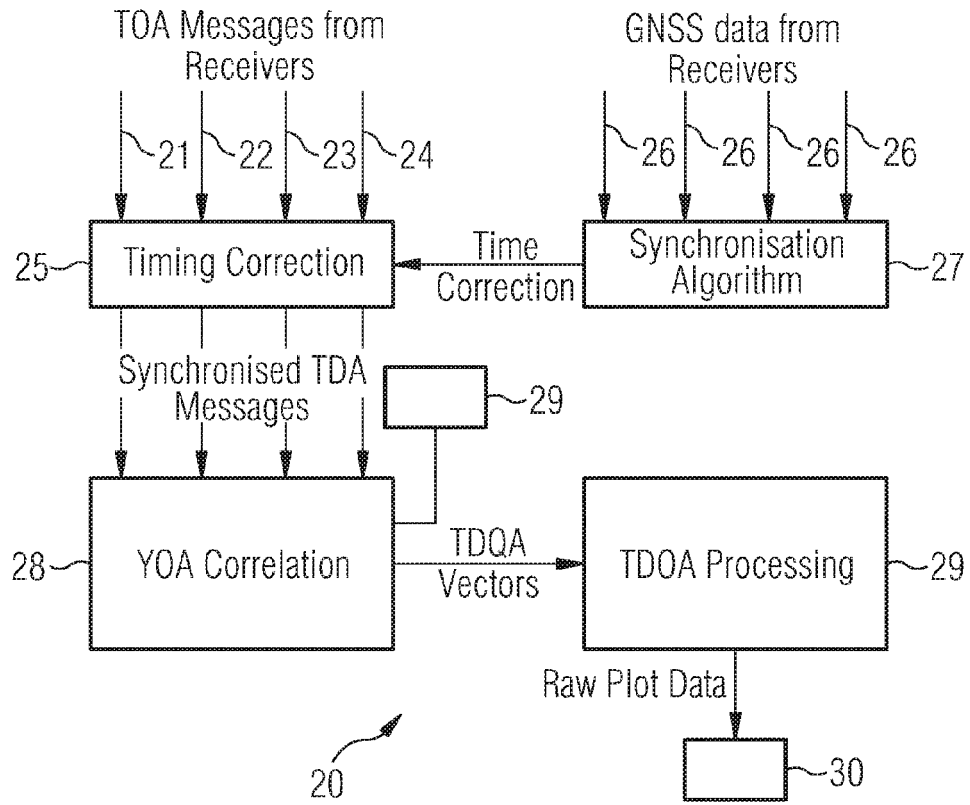 TOA Messages from
Receivers
GNSS data from
Receivers
21
22
23
24
26
26
26
26
25
Timing Correction
Time
Correction
Synchronisation
Algorithm
27
Synchronised TDA
Messages
29
28
YOA Correlation
TDQA
Vectors
TDOA Processing
29
Raw Plot Data
20
30